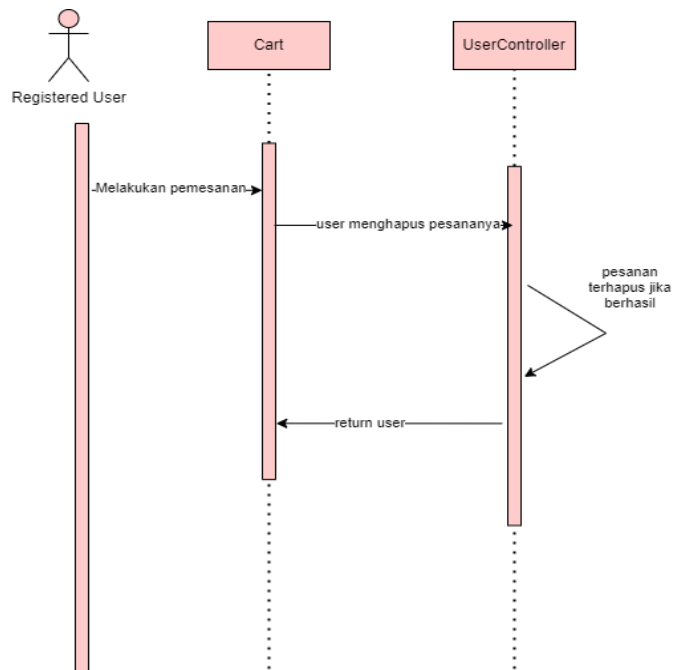 Cart
UserController
Registered User
Melakukan pemesanan
user menghapus pesananya
pesanan
terhapus jika
berhasil
return user